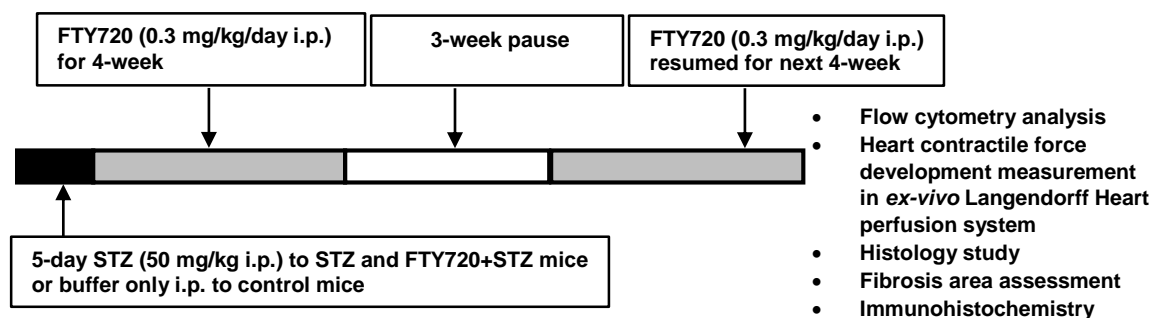 FTY720 (0.3 mg/kg/day i.p.)
for 4-week
3-week pause
FTY720 (0.3 mg/kg/day i.p.)
resumed for next 4-week
5-day STZ (50 mg/kg i.p.) to STZ and FTY720+STZ mice
or buffer only i.p. to control mice
• Flow cytometry analysis
• Heart contractile force
development measurement
in ex-vivo Langendorff Heart
perfusion system
• Histology study
• Fibrosis area assessment
• Immunohistochemistry